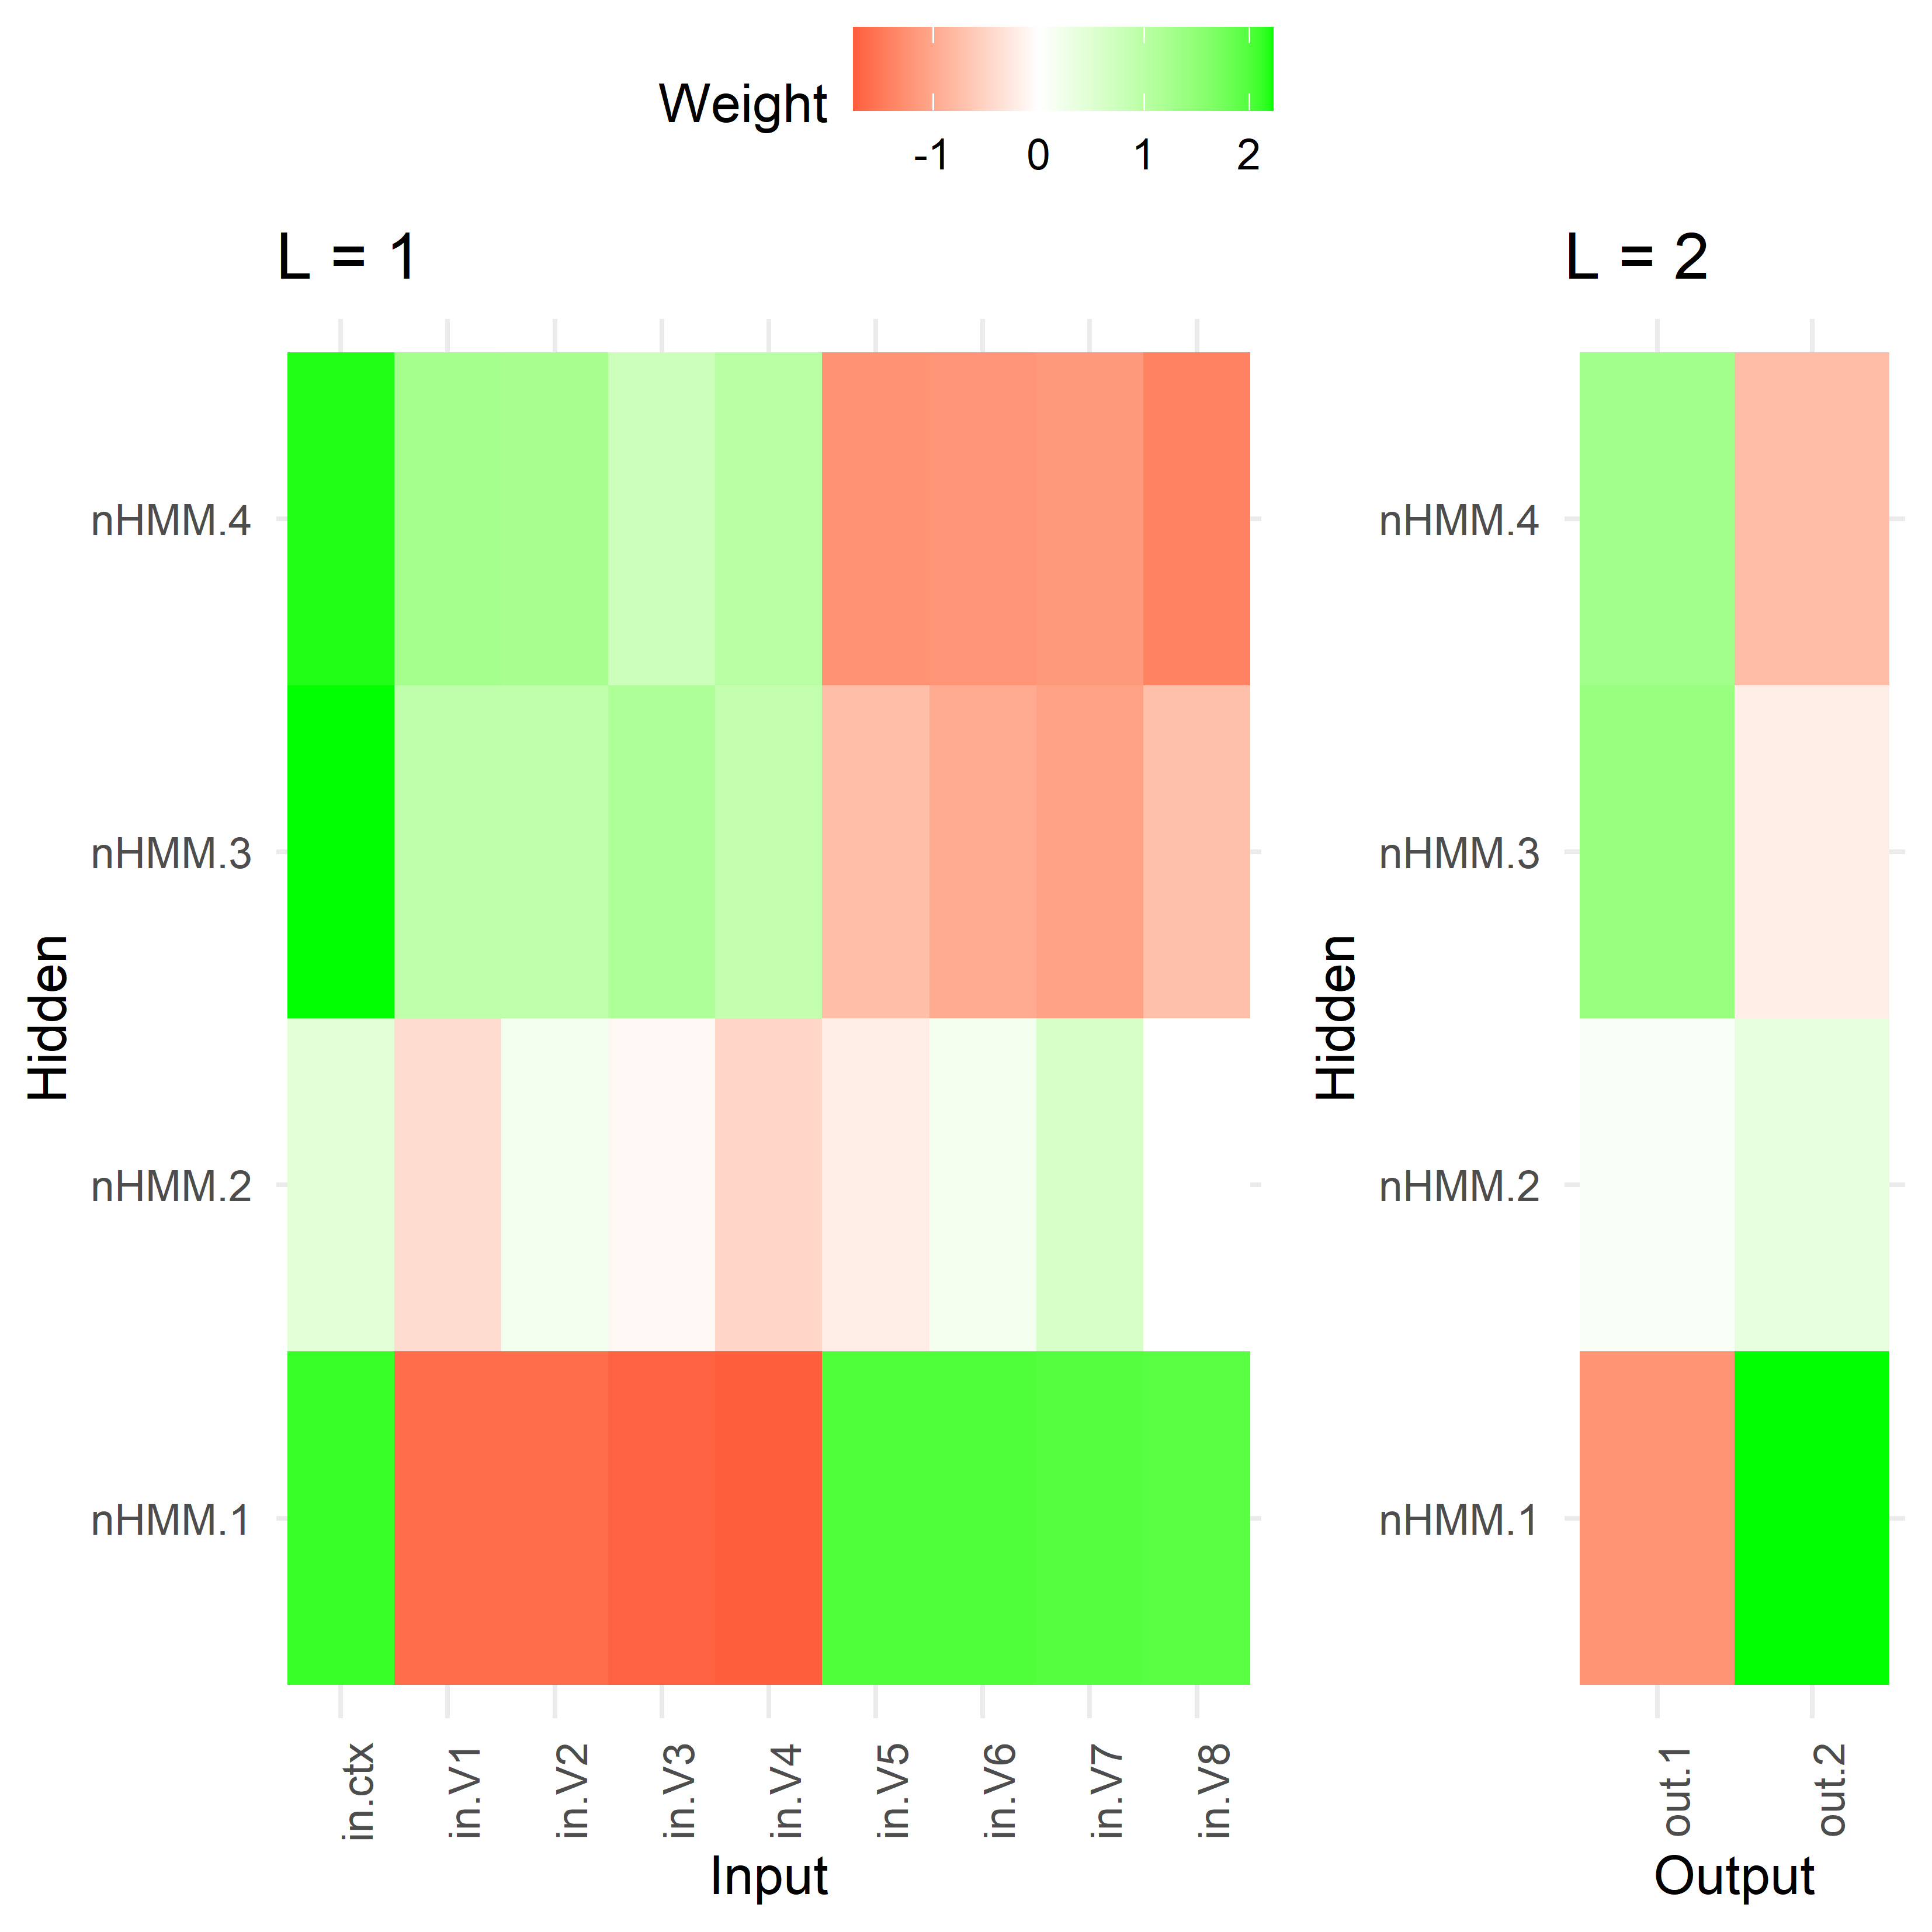 Weight
-1 0 1 2
L = 1
L = 2
nHMM.4
nHMM.3
nHMM.2
nHMM.1
Hidden
in.ctx
in.V1
in.V2
in.V3
in.V4
in.V5
in.V6
in.V7
in.V8
Input
nHMM.4
nHMM.3
nHMM.2
nHMM.1
Hidden
out.1
out.2
Output